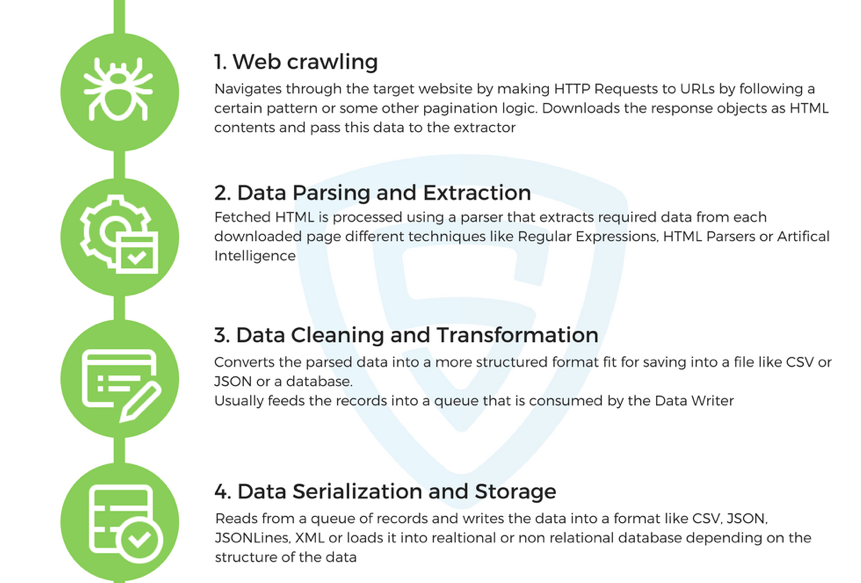 1. Web crawling
Navigates through the target website by making HTTP Requests to URLs by following a
certain pattern or some other pagination logic. Downloads the response objects as HTML
contents and pass this data to the extractor
2. Data Parsing and Extraction
Fetched HTML is processed using a parser that extracts required data from each
downloaded page different techniques like Regular Expressions, HTML Parsers or Artifical
Intelligence
3. Data Cleaning and Transformation
Converts the parsed data into a more structured format fit for saving into a file like CSV or
JSON or a database.
Usually feeds the records into a queue that is consumed by the Data Writer
4. Data Serialization and Storage
Reads from a queue of records and writes the data into a format like CSV, JSON,
JSONLines, XML or loads it into realtional or non relational database depending on the
structure of the data